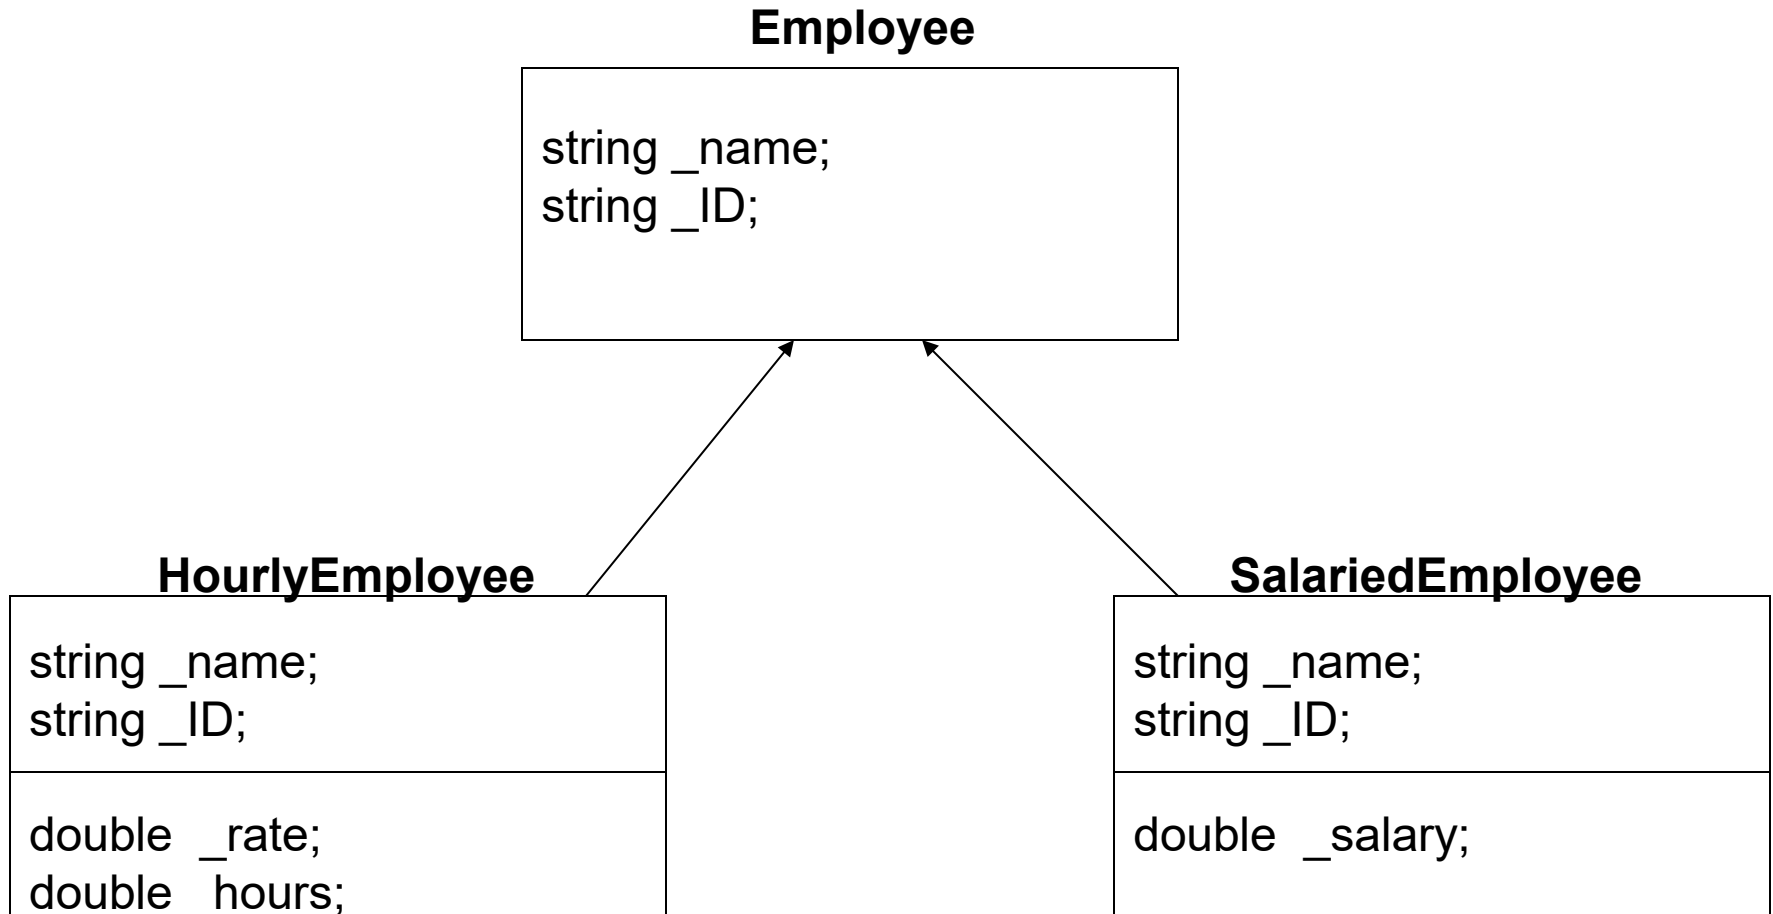 Employee
string _name;
string _ID;
HourlyEmployee
string _name;
string _ID;
double _rate;
double hours;
SalariedEmployee
string _name;
string _ID;
double _salary;